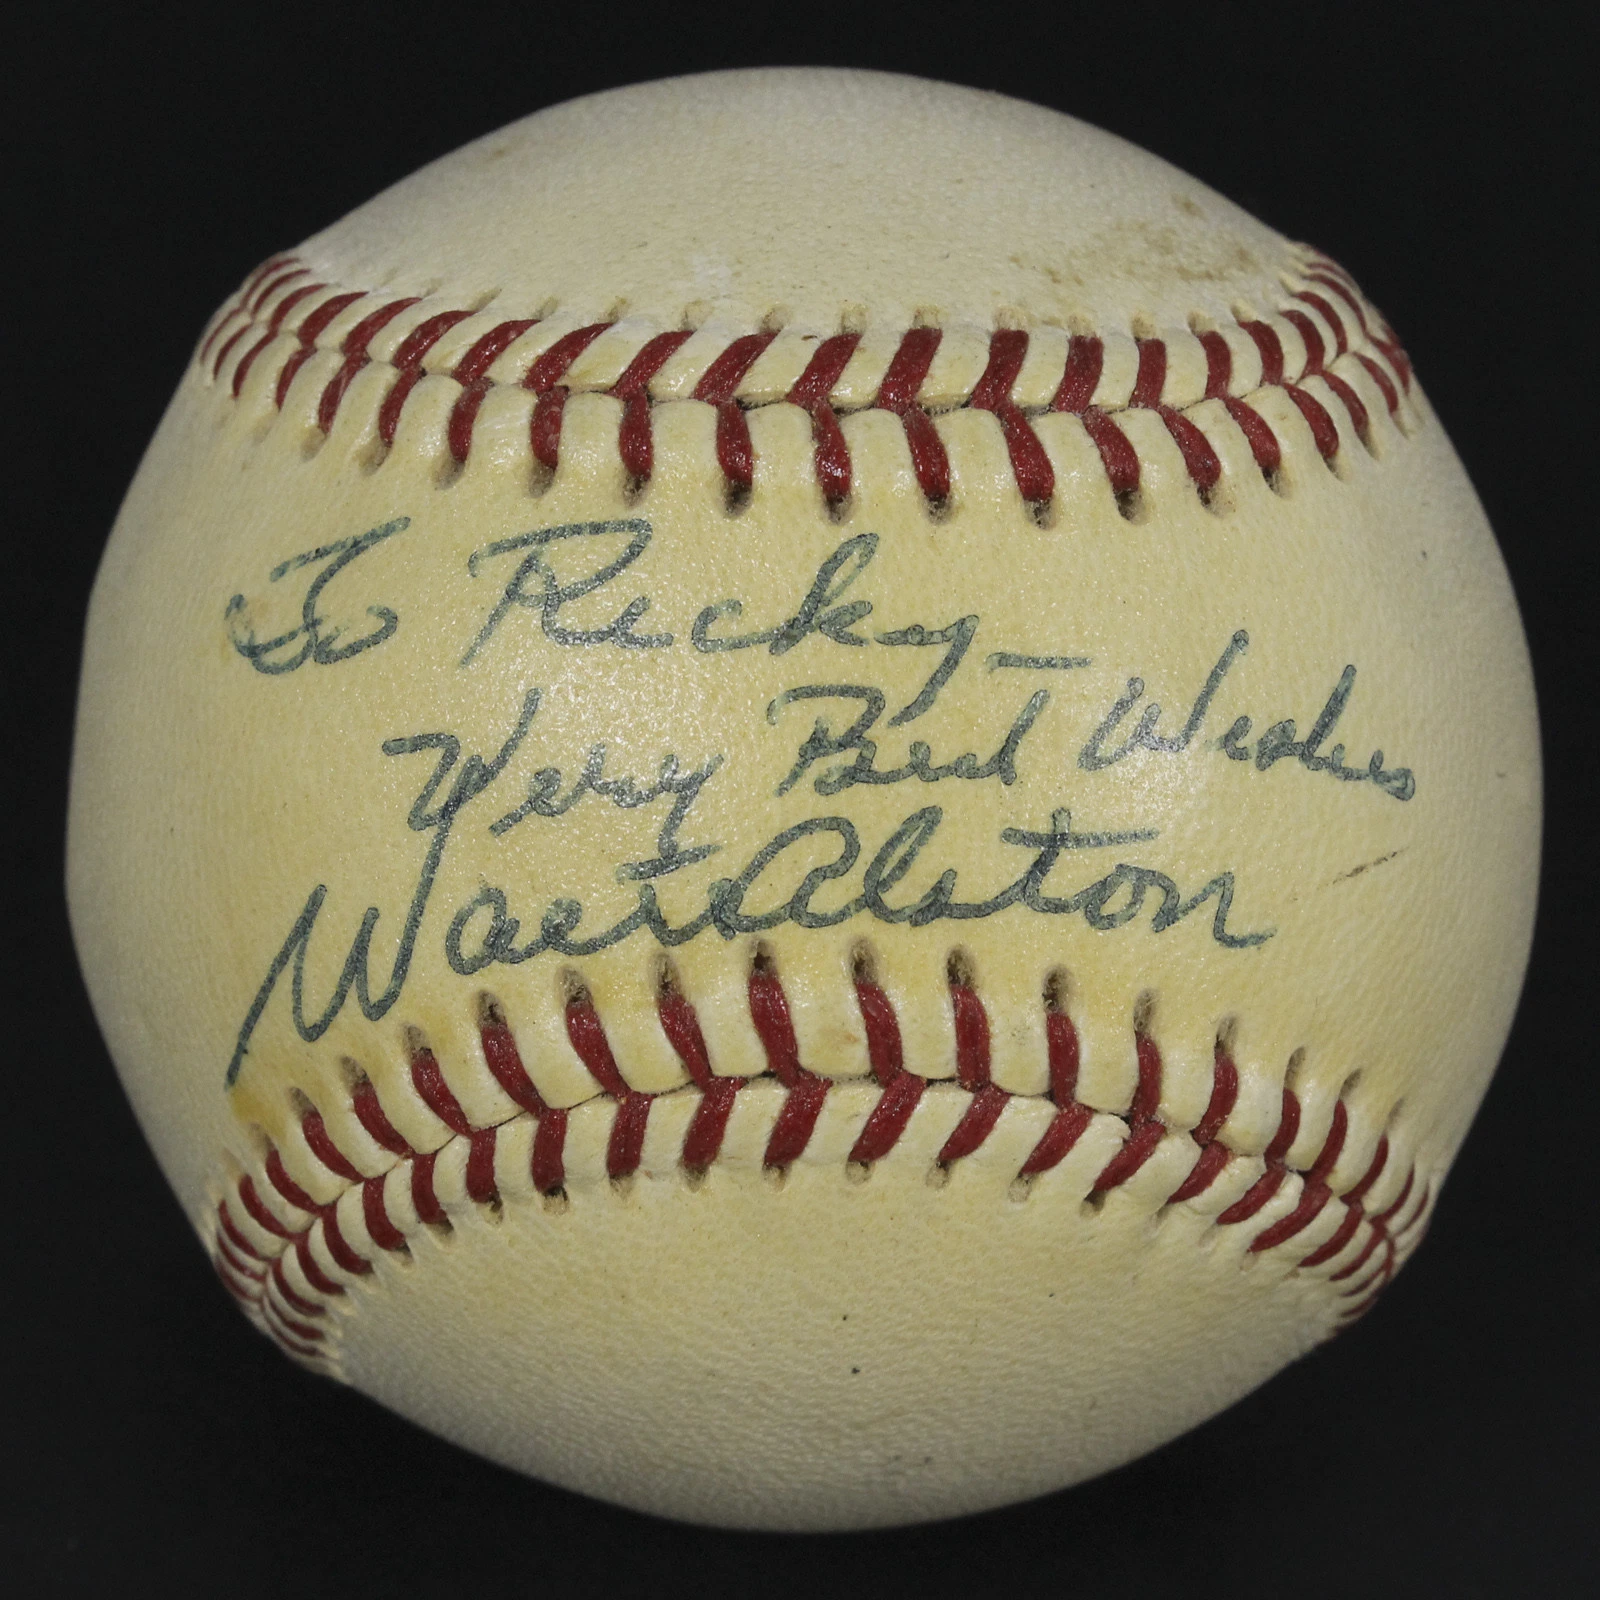 To Ricky —
Very Best Wishes
Walt Alston